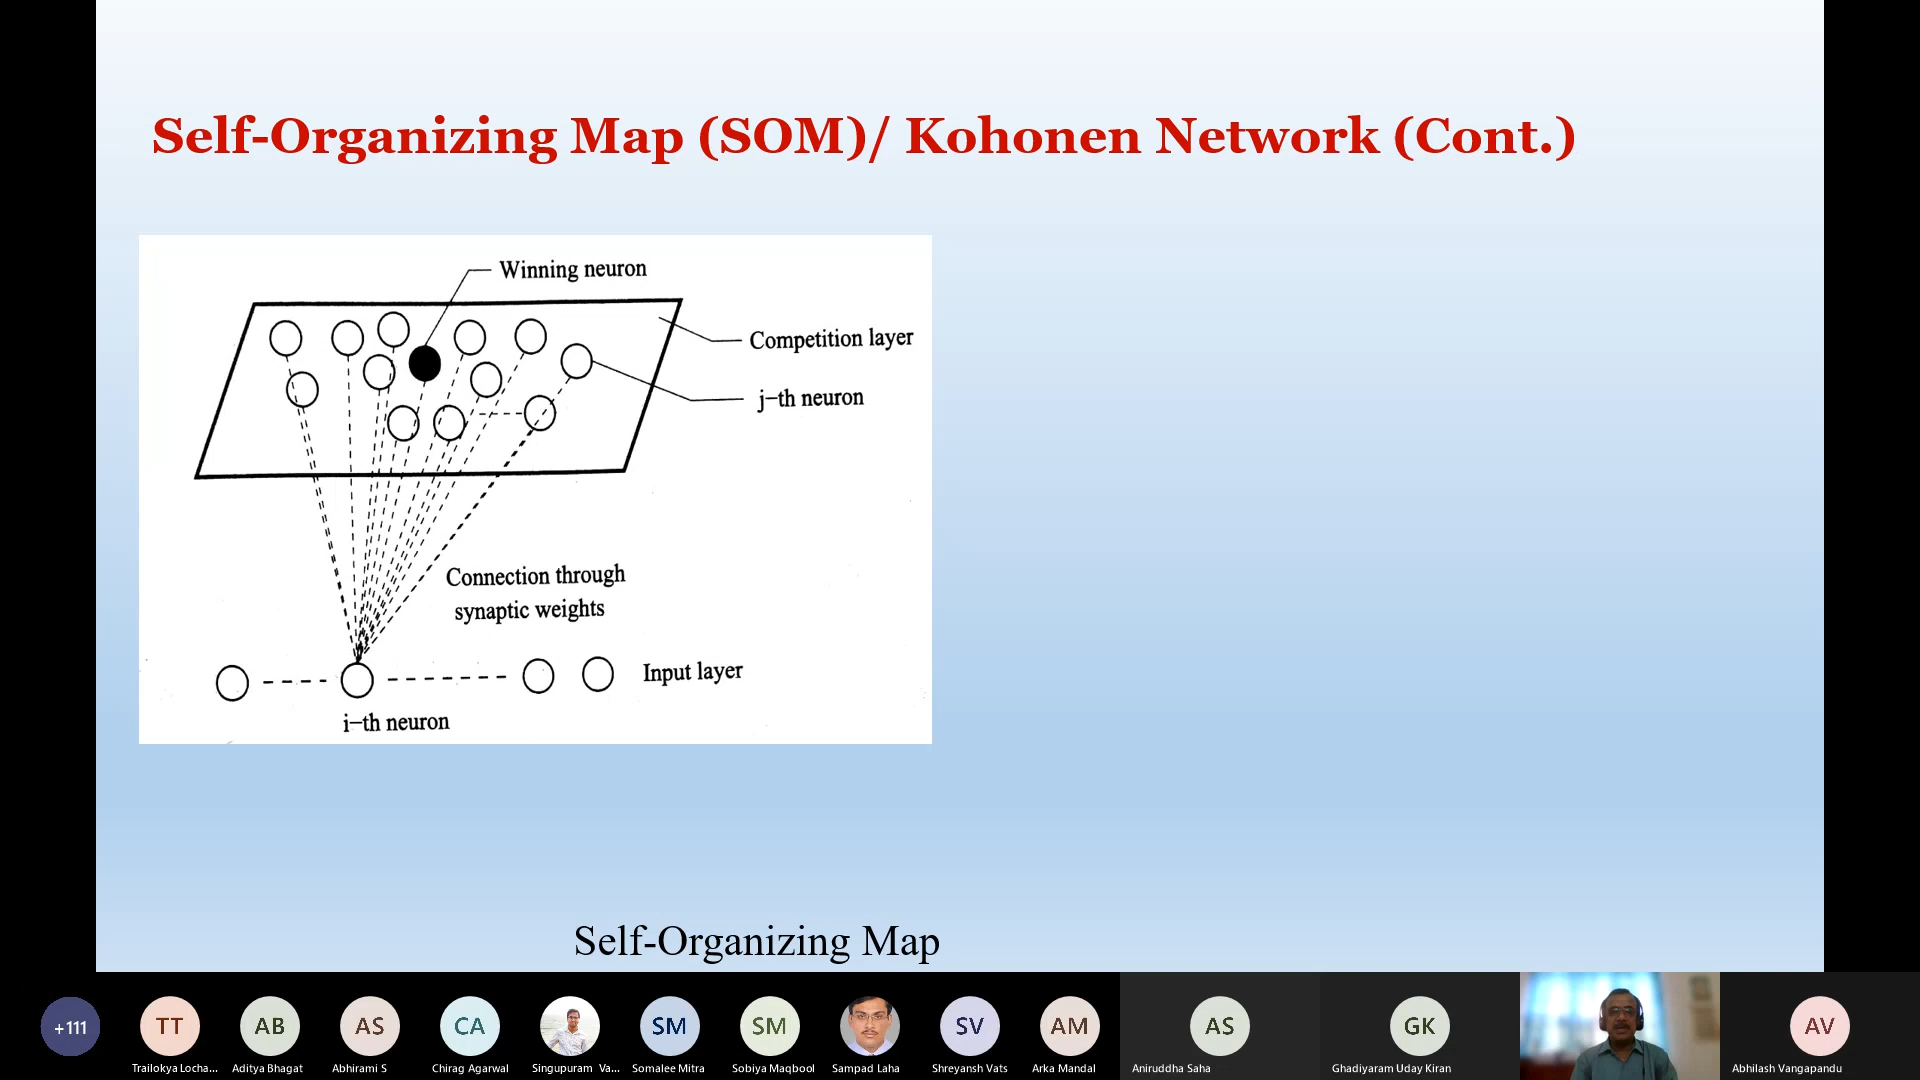 Self-Organizing Map (SOM)/ Kohonen Network (Cont.)
Winning neuron
Competition layer
j-th neuron
Connection through
synaptic weights
Input layer
i-th neuron
Self-Organizing Map
+111
TT
AB
AS
CA
SM
SM
SV
AM
AS
GK
AV
Trailokya Locha...
Aditya Bhagat
Abhirami S
Chirag Agarwal
Singupuram Va...
Somalee Mitra
Sobiya Maqbool
Sampad Laha
Shreyansh Vats
Arka Mandal
Aniruddha Saha
Ghadiyaram Uday Kiran
Abhilash Vangapandu